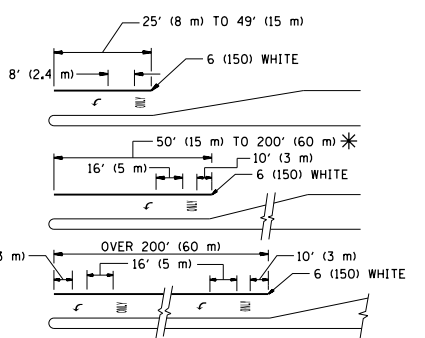 25' (8 m) TO 49' (15 m)
6 (150) WHITE
8' (2.4 m)
ONLY
50' (15 m) TO 200' (60 m) ✳
16' (5 m)
10' (3 m)
6 (150) WHITE
ONLY
OVER 200' (60 m)
3 m)
16' (5 m)
10' (3 m)
6 (150) WHITE
ONLY
ONLY